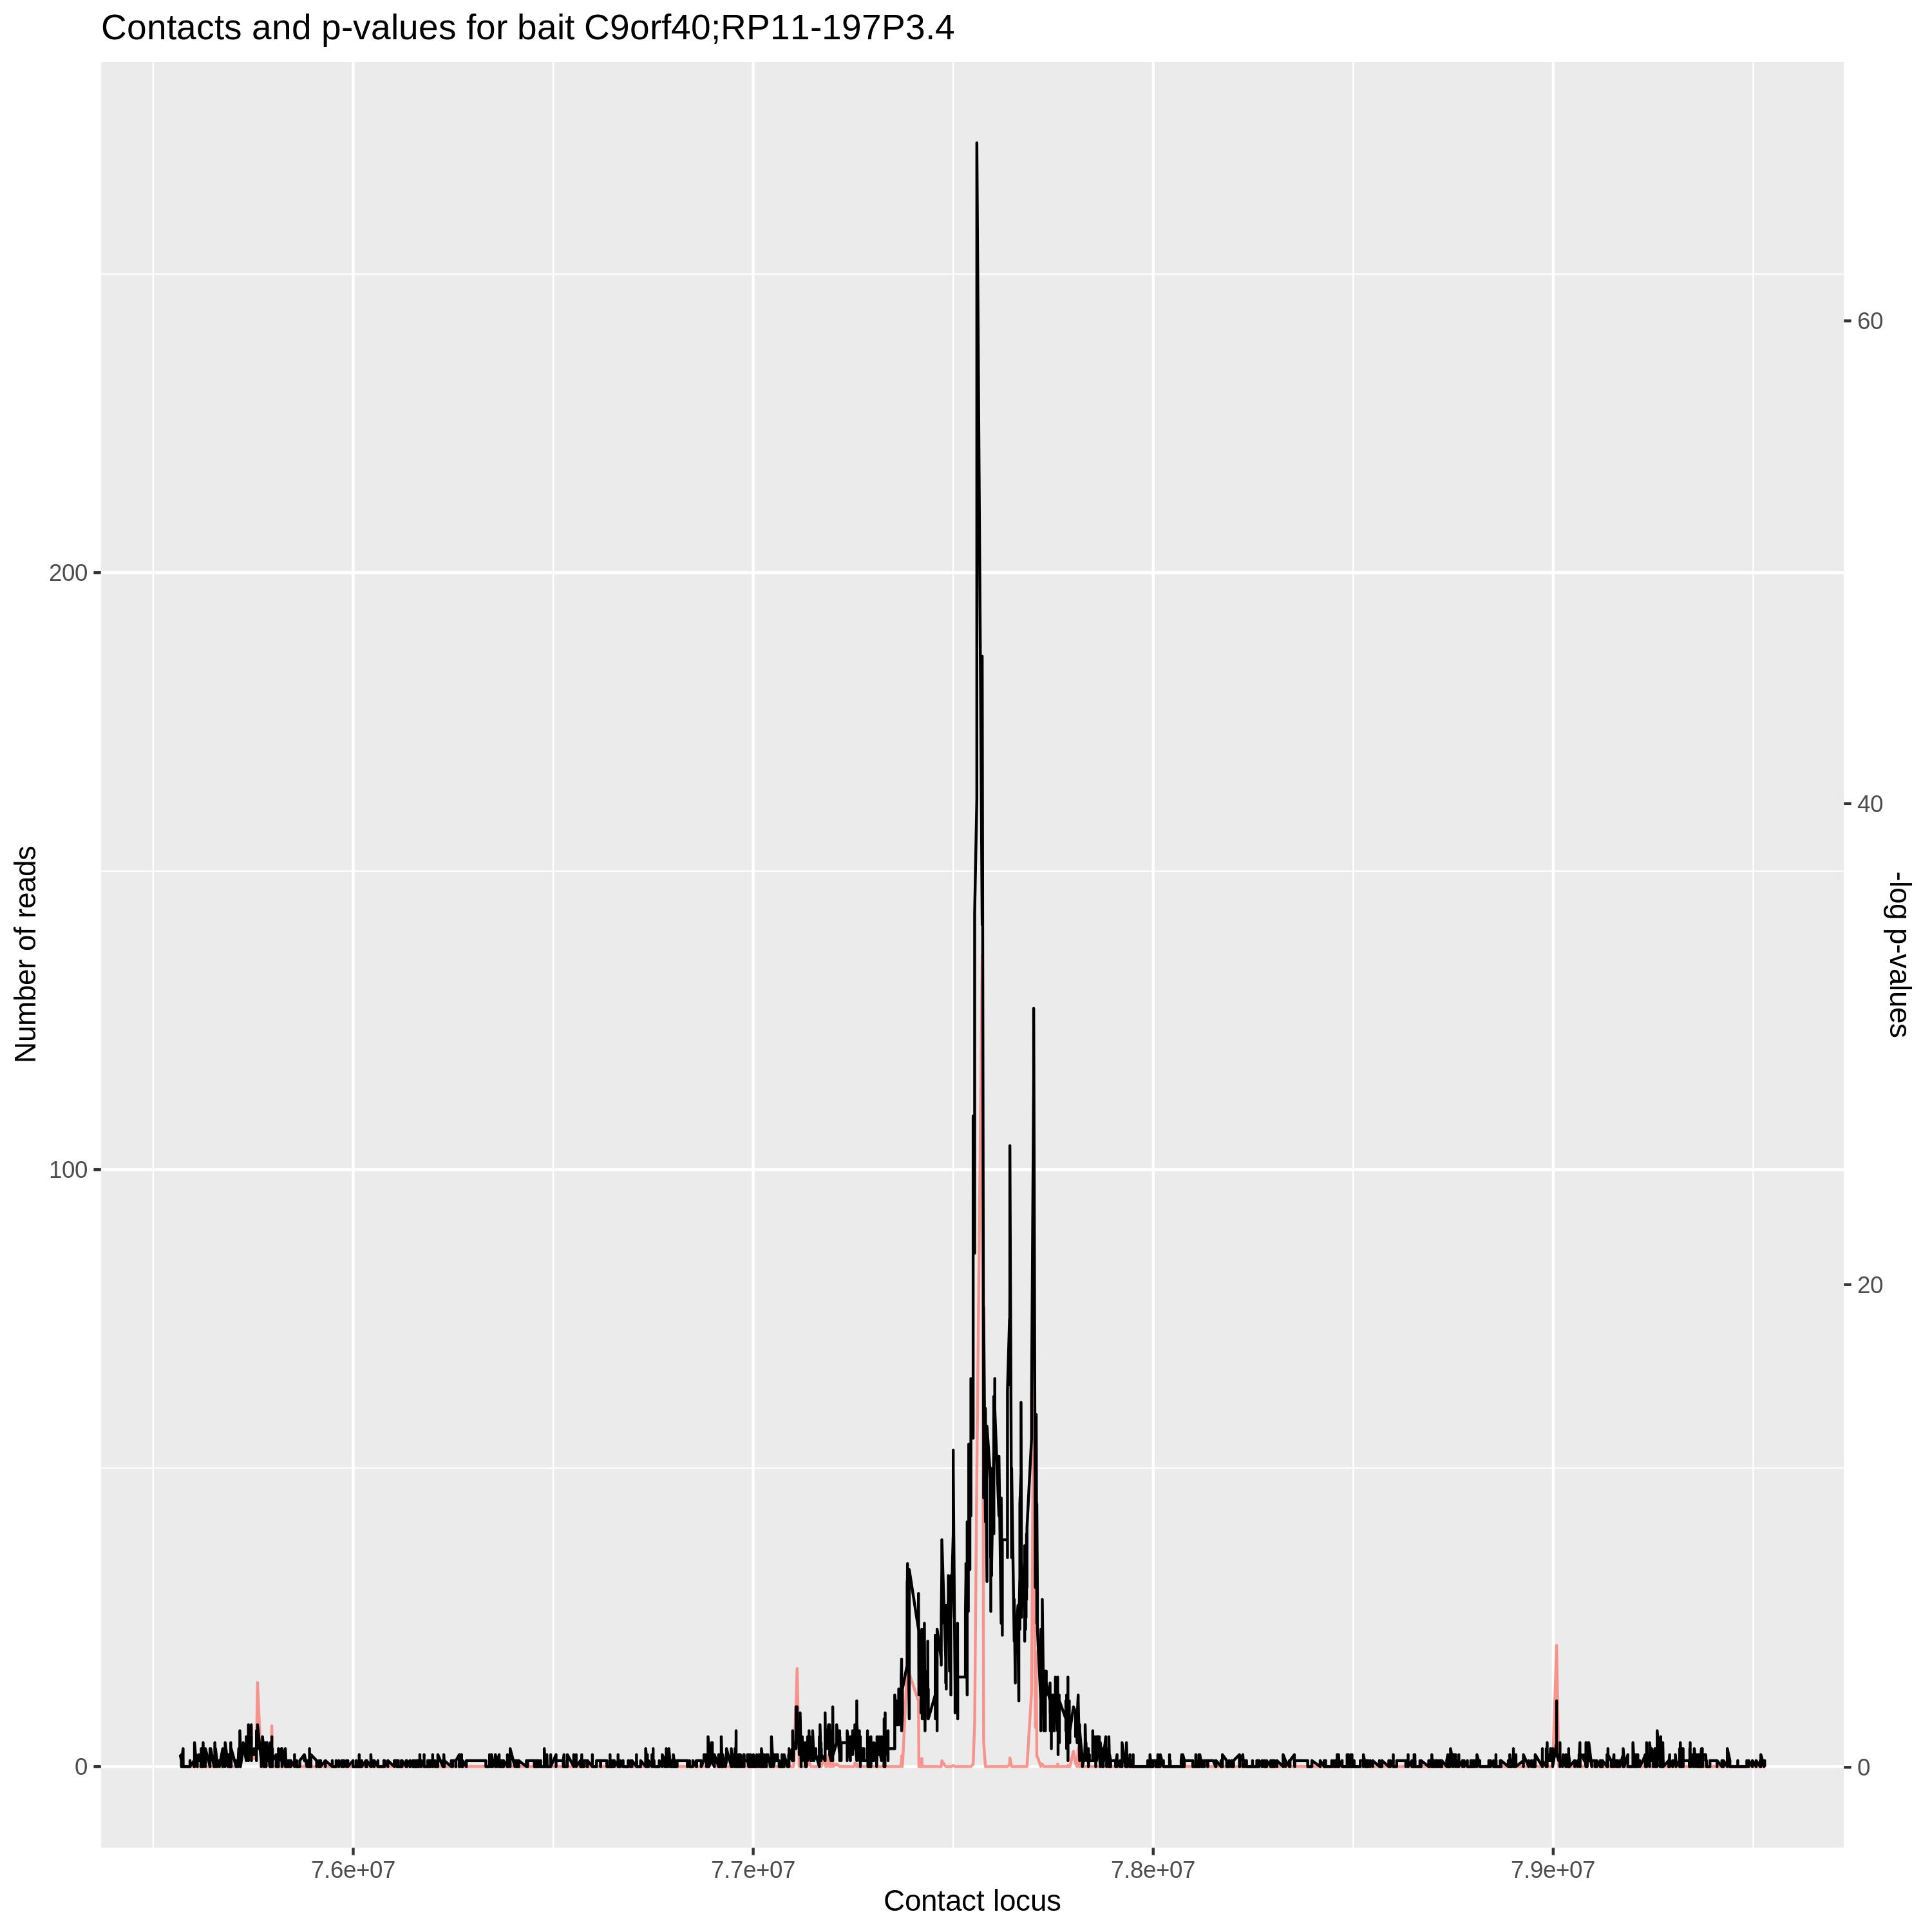 Contacts and p-values for bait C9orf40;RP11-197P3.4
Number of reads
200
100
0
60
40
20
0
-log p-values
7.6e+07 7.7e+07 7.8e+07 7.9e+07
Contact locus